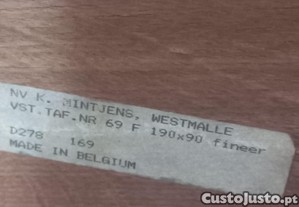 NV K. MINTJENS, WESTMALLE
VST.TAF.NR 69 F 190x90 fineer
D278 169
MADE IN BELGIUM
CustoJusto.pt